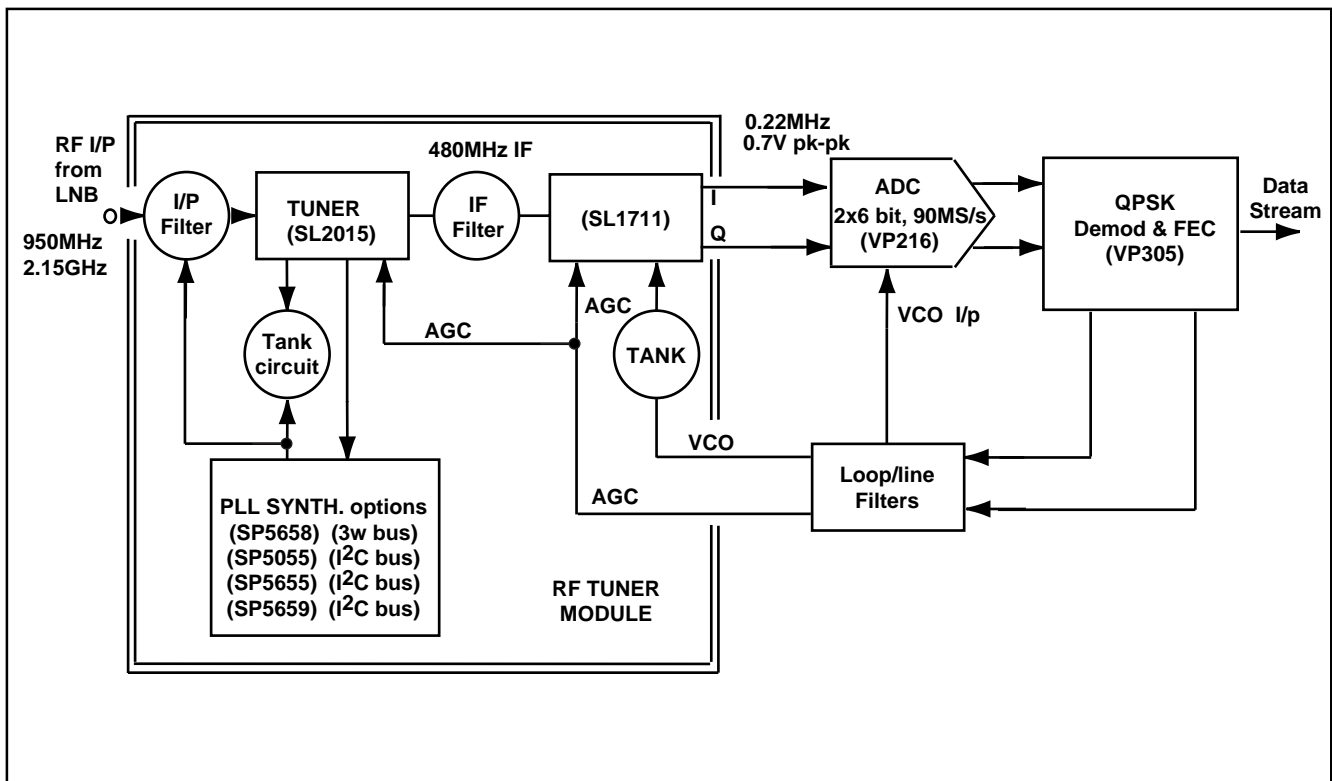 RF I/P
from
LNB
950MHz
2.15GHz
I/P
Filter
TUNER
(SL2015)
480MHz IF
IF
Filter
(SL1711)
I
Q
0.22MHz
0.7V pk-pk
ADC
2x6 bit, 90MS/s
(VP216)
QPSK
Demod & FEC
(VP305)
Data
Stream
Tank
circuit
AGC
AGC
TANK
VCO I/p
VCO
AGC
Loop/line
Filters
PLL SYNTH. options
(SP5658) (3w bus)
(SP5055) (I²C bus)
(SP5655) (I²C bus)
(SP5659) (I²C bus)
RF TUNER
MODULE